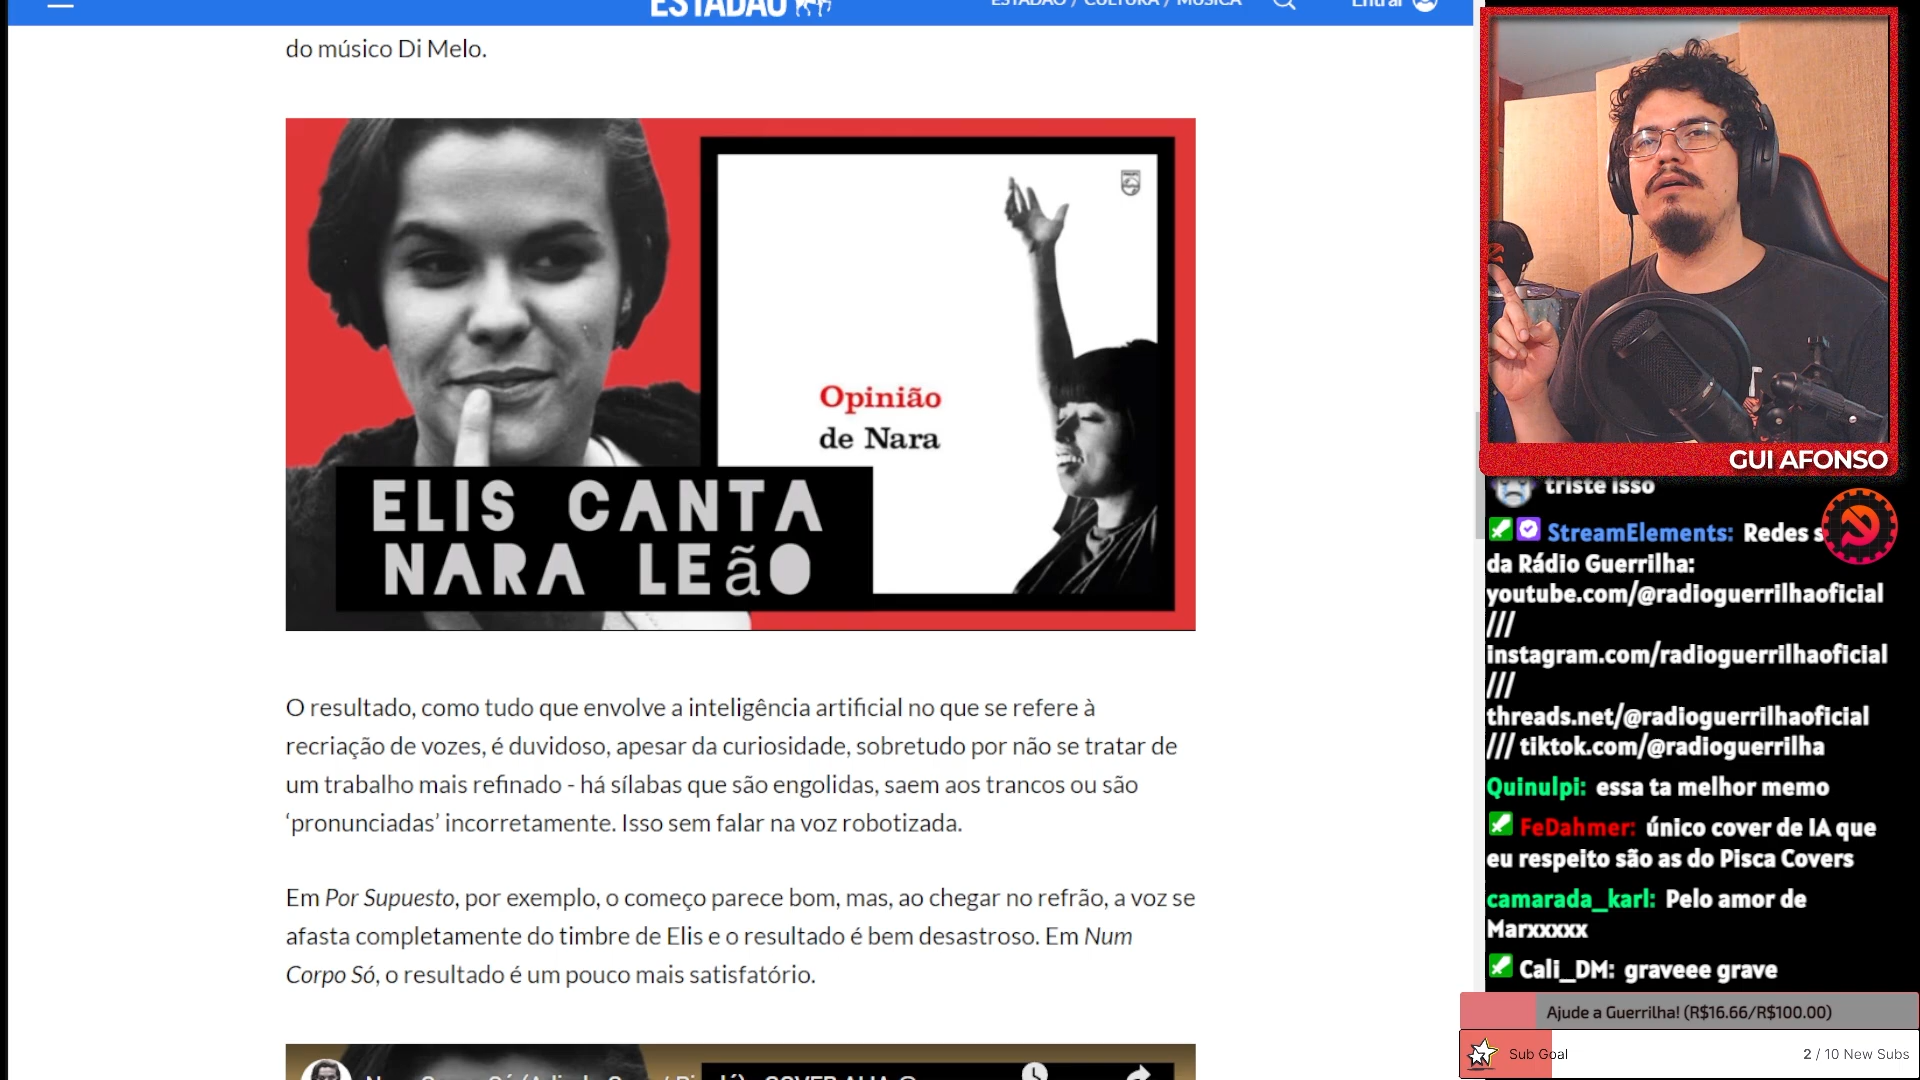 ESTADÃO
ESTADÃO / CULTURA / MÚSICA
Entrar
do músico Di Melo.
Opinião
de Nara
ELIS CANTA
NARA LEãO
O resultado, como tudo que envolve a inteligência artificial no que se refere à
recriação de vozes, é duvidoso, apesar da curiosidade, sobretudo por não se tratar de
um trabalho mais refinado - há sílabas que são engolidas, saem aos trancos ou são
‘pronunciadas’ incorretamente. Isso sem falar na voz robotizada.
Em Por Supuesto, por exemplo, o começo parece bom, mas, ao chegar no refrão, a voz se
afasta completamente do timbre de Elis e o resultado é bem desastroso. Em Num
Corpo Só, o resultado é um pouco mais satisfatório.
GUI AFONSO
triste isso
StreamElements: Redes s
da Rádio Guerrilha:
youtube.com/@radioguerrilhaoficial
///
instagram.com/radioguerrilhaoficial
///
threads.net/@radioguerrilhaoficial
/// tiktok.com/@radioguerrilha
Quinulpi: essa ta melhor memo
FeDahmer: único cover de IA que
eu respeito são as do Pisca Covers
camarada_karl: Pelo amor de
Marxxxxx
Cali_DM: graveee grave
Ajude a Guerrilha! (R$16.66/R$100.00)
Sub Goal
2 / 10 New Subs